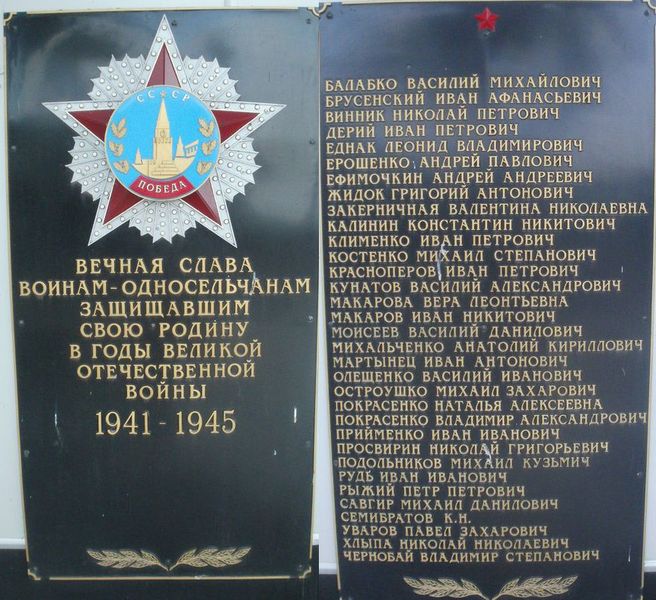 СССР
ПОБЕДА
ВЕЧНАЯ СЛАВА
ВОИНАМ-ОДНОСЕЛЬЧАНАМ
ЗАЩИЩАВШИМ
СВОЮ РОДИНУ
В ГОДЫ ВЕЛИКОЙ
ОТЕЧЕСТВЕННОЙ
ВОЙНЫ
1941-1945
БАЛАБКО ВАСИЛИЙ МИХАЙЛОВИЧ
БРУСЕНСКИЙ ИВАН АФАНАСЬЕВИЧ
ВИННИК НИКОЛАЙ ПЕТРОВИЧ
ДЕРИЙ ИВАН ПЕТРОВИЧ
ЕДНАК ЛЕОНИД ВЛАДИМИРОВИЧ
ЕРОШЕНКО АНДРЕЙ ПАВЛОВИЧ
ЕФИМОЧКИН АНДРЕЙ АНДРЕЕВИЧ
ЖИДОК ГРИГОРИЙ АНТОНОВИЧ
ЗАКЕРНИЧНАЯ ВАЛЕНТИНА НИКОЛАЕВНА
КАЛИНИН КОНСТАНТИН НИКИТОВИЧ
КЛИМЕНКО ИВАН ПЕТРОВИЧ
КОСТЕНКО МИХАИЛ СТЕПАНОВИЧ
КРАСНОПЕРОВ ИВАН ПЕТРОВИЧ
КУНАТОВ ВАСИЛИЙ АЛЕКСАНДРОВИЧ
МАКАРОВА ВЕРА ЛЕОНТЬЕВНА
МАКАРОВ ИВАН НИКИТОВИЧ
МОИСЕЕВ ВАСИЛИЙ ДАНИЛОВИЧ
МИХАЛЬЧЕНКО АНАТОЛИЙ КИРИЛЛОВИЧ
МАРТЫНЕЦ ИВАН АНТОНОВИЧ
ОЛЕЩЕНКО ВАСИЛИЙ ИВАНОВИЧ
ОСТРОУШКО МИХАИЛ ЗАХАРОВИЧ
ПОКРАСЕНКО НАТАЛЬЯ АЛЕКСЕЕВНА
ПОКРАСЕНКО ВЛАДИМИР АЛЕКСАНДРОВИЧ
ПРИЙМЕНКО ИВАН ИВАНОВИЧ
ПРОСВИРИН НИКОЛАЙ ГРИГОРЬЕВИЧ
ПОДОЛЬНИКОВ МИХАИЛ КУЗЬМИЧ
РУДЬ ИВАН ИВАНОВИЧ
РЫЖИЙ ПЕТР ПЕТРОВИЧ
САВГИР МИХАИЛ ДАНИЛОВИЧ
СЕМИБРАТОВ К.Н.
УВАРОВ ПАВЕЛ ЗАХАРОВИЧ
ХЛЫПА НИКОЛАЙ НИКОЛАЕВИЧ
ЧЕРНОБАЙ ВЛАДИМИР СТЕПАНОВИЧ